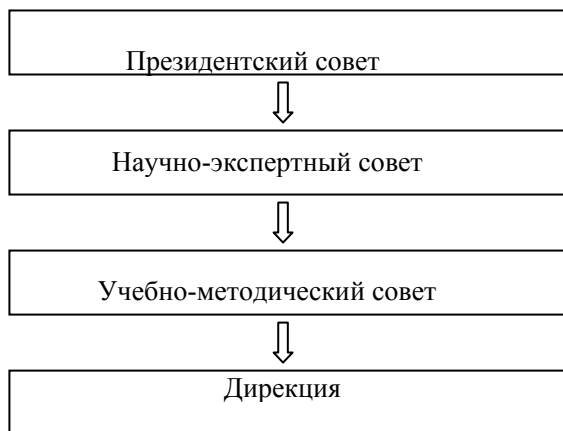 Президентский совет
Научно-экспертный совет
Учебно-методический совет
Дирекция